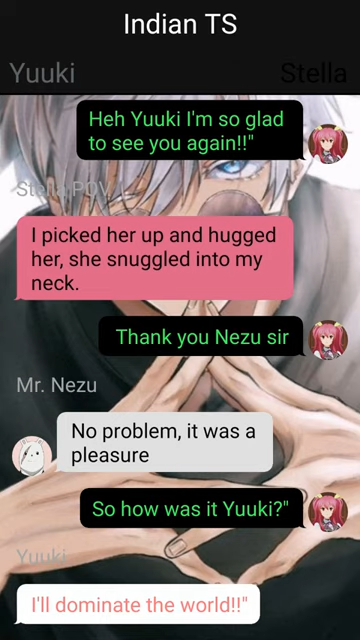 Indian TS
Yuuki
Stella
Heh Yuuki I'm so glad
to see you again!!"
Stella POV
I picked her up and hugged
her, she snuggled into my
neck.
Thank you Nezu sir
Mr. Nezu
No problem, it was a
pleasure
So how was it Yuuki?"
Yuuki
I'll dominate the world!!"